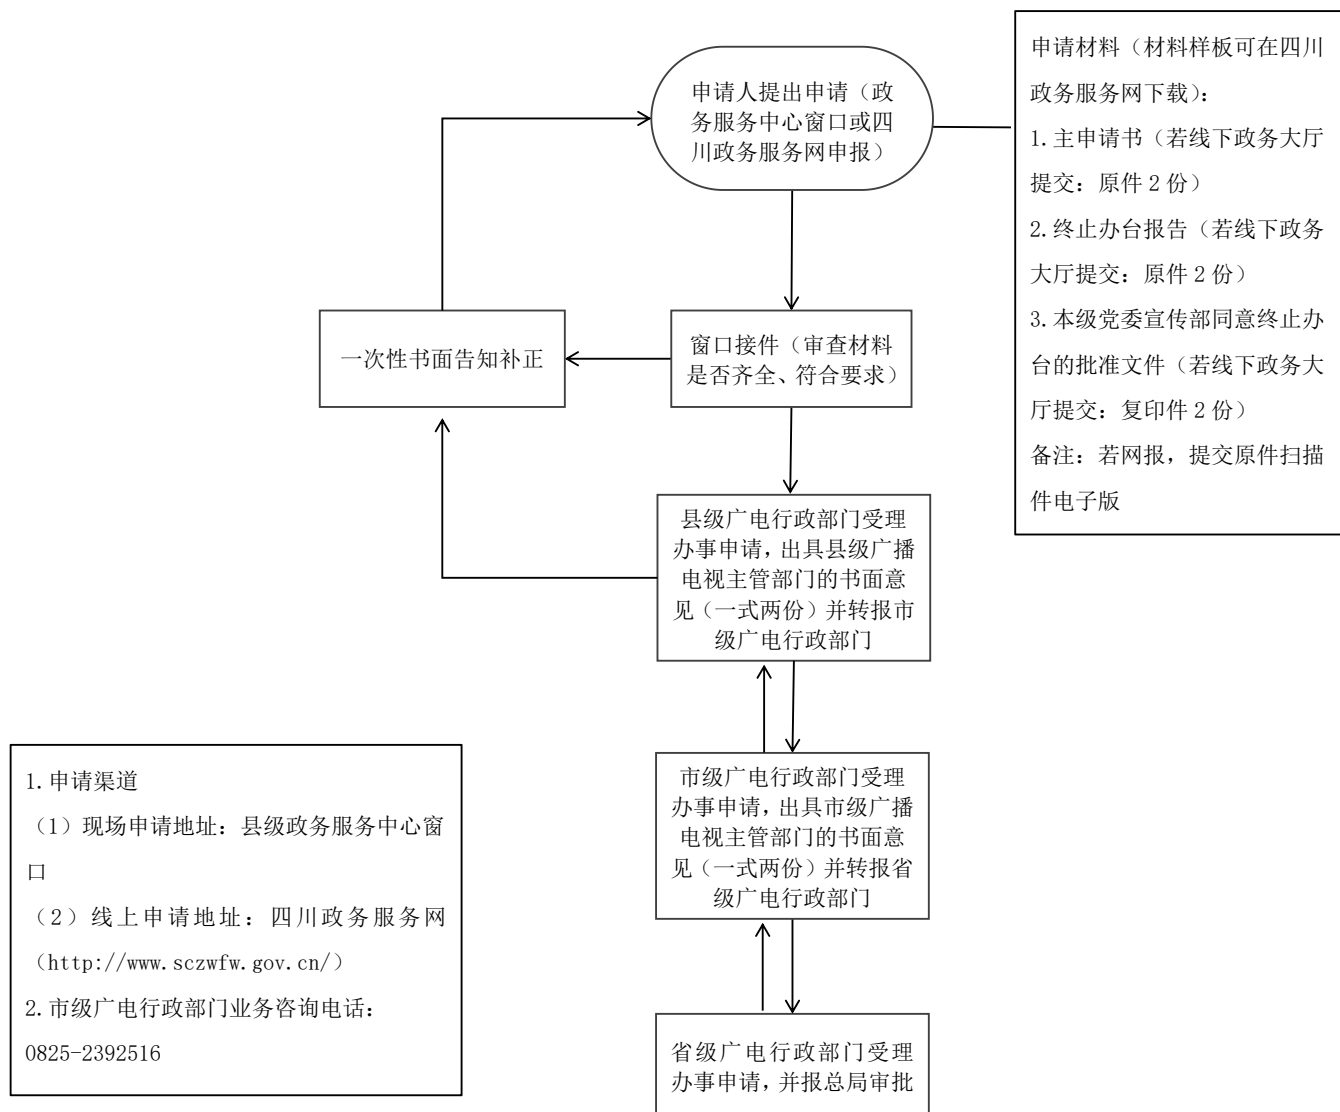 申请人提出申请（政
务服务中心窗口或四
川政务服务网申报）
申请材料（材料样板可在四川
政务服务网下载）：
1.主申请书（若线下政务大厅
提交：原件 2 份）
2.终止办台报告（若线下政务
大厅提交：原件 2 份）
3.本级党委宣传部同意终止办
台的批准文件（若线下政务大
厅提交：复印件 2 份）
备注：若网报，提交原件扫描
件电子版
一次性书面告知补正
窗口接件（审查材料
是否齐全、符合要求）
县级广电行政部门受理
办事申请，出具县级广播
电视主管部门的书面意
见（一式两份）并转报市
级广电行政部门
市级广电行政部门受理
办事申请，出具市级广播
电视主管部门的书面意
见（一式两份）并转报省
级广电行政部门
1.申请渠道
（1）现场申请地址：县级政务服务中心窗
口
（2）线上申请地址：四川政务服务网
（http://www.sczwfw.gov.cn/）
2.市级广电行政部门业务咨询电话：
0825-2392516
省级广电行政部门受理
办事申请，并报总局审批